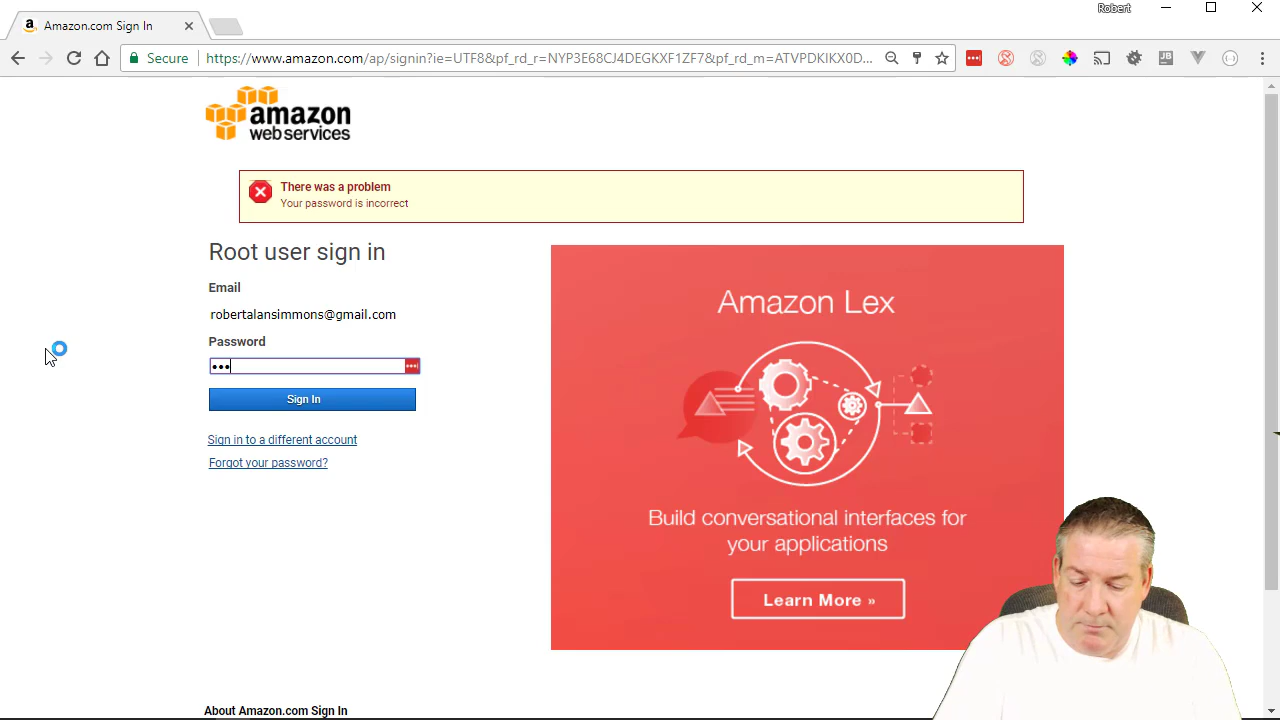 Robert
Amazon.com Sign In
Secure
https://www.amazon.com/ap/signin?ie=UTF8&pf_rd_r=NYP3E68CJ4DEGKXF1ZF7&pf_rd_m=ATVPDKIKX0D...
JB
amazon
webservices
There was a problem
Your password is incorrect
Root user sign in
Email
robertalansimmons@gmail.com
Password
Sign In
Sign in to a different account
Forgot your password?
Amazon Lex
Build conversational interfaces for
your applications
Learn More »
About Amazon.com Sign In